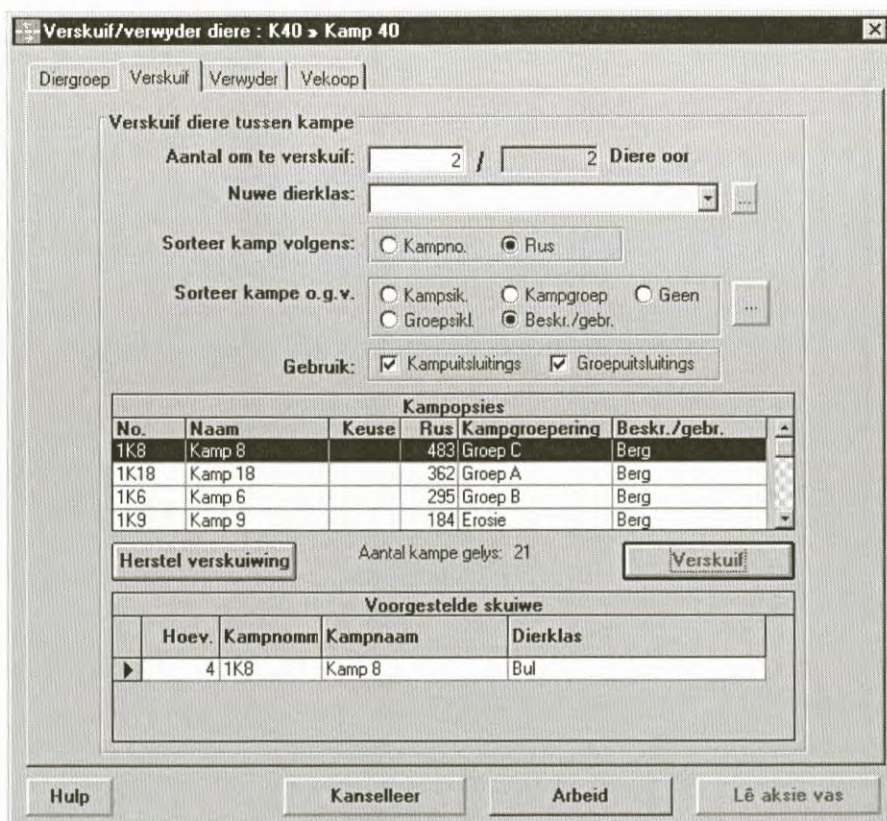 Verskuif/verwyder diere : K40 » Kamp 40
Diergroep Verskuif Verwyder Vekoop
Verskuif diere tussen kampe
Aantal om te verskuif: 2 / 2 Diere oor
Nuwe dierklas: ...
Sorteer kamp volgens: Kampno. Rus
Sorteer kampe o.g.v. Kampsik. Kampgroep Geen ...
Groepsikl. Beskr./gebr.
Gebruik: Kampuitsluitings Groepuitsluitings
Kampopsies
No. Naam Keuse Rus Kampgroepering Beskr./gebr.
1K8 Kamp 8 483 Groep C Berg
1K18 Kamp 18 362 Groep A Berg
1K6 Kamp 6 295 Groep B Berg
1K9 Kamp 9 184 Erosie Berg
Herstel verskuiwing Aantal kampe gelys: 21 Verskuif
Voorgestelde skuiwe
Hoev. Kampnomm Kampnaam Dierklas
4 1K8 Kamp 8 Bul
Hulp Kanselleer Arbeid Lê aksie vas